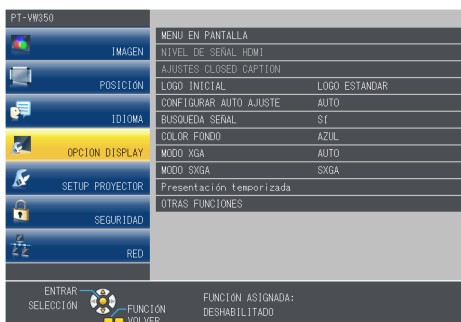 PT-VW350
IMAGEN
POSICIÓN
IDIOMA
OPCION DISPLAY
SETUP PROYECTOR
SEGURIDAD
RED
MENU EN PANTALLA
NIVEL DE SEÑAL HDMI
AJUSTES CLOSED CAPTION
LOGO INICIAL LOGO ESTANDAR
CONFIGURAR AUTO AJUSTE AUTO
BUSQUEDA SEÑAL SÍ
COLOR FONDO AZUL
MODO XGA AUTO
MODO SXGA SXGA
Presentación temporizada
OTRAS FUNCIONES
ENTRAR
SELECCIÓN
FUNCIÓN
VOLVER
FUNCIÓN ASIGNADA:
DESHABILITADO